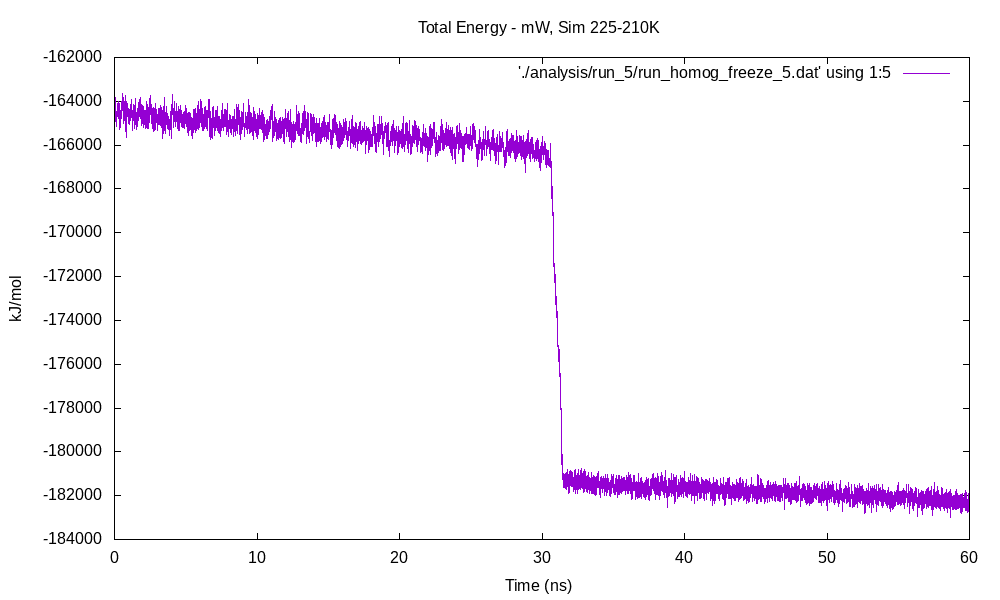 Total Energy - mW, Sim 225-210K
'./analysis/run_5/run_homog_freeze_5.dat' using 1:5
-162000
-164000
-166000
-168000
-170000
-172000
-174000
-176000
-178000
-180000
-182000
-184000
kJ/mol
0 10 20 30 40 50 60
Time (ns)